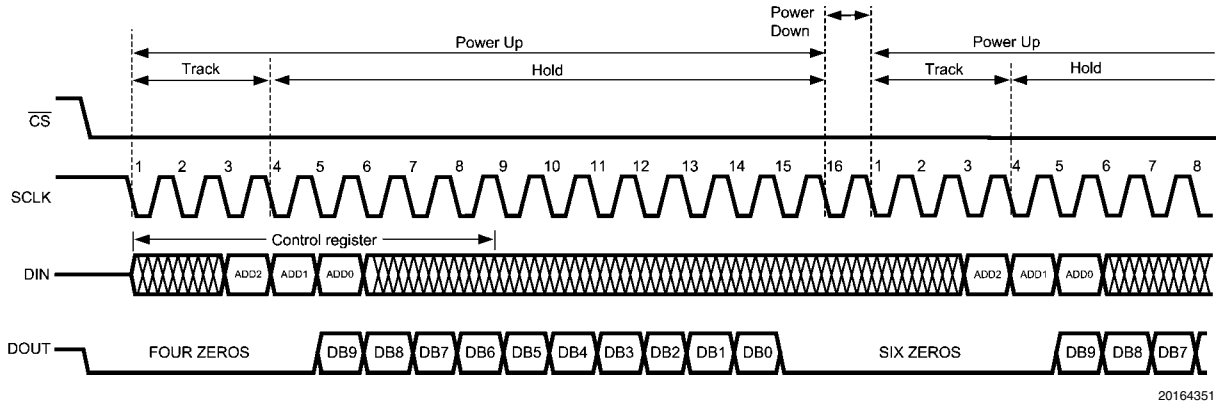 Power Down
Power Up
Power Up
Track
Hold
Track
Hold
CS
1 2 3 4 5 6 7 8 9 10 11 12 13 14 15 16 1 2 3 4 5 6 7 8
SCLK
Control register
DIN
ADD2 ADD1 ADD0 ADD2 ADD1 ADD0
DOUT
FOUR ZEROS DB9 DB8 DB7 DB6 DB5 DB4 DB3 DB2 DB1 DB0 SIX ZEROS DB9 DB8 DB7
20164351